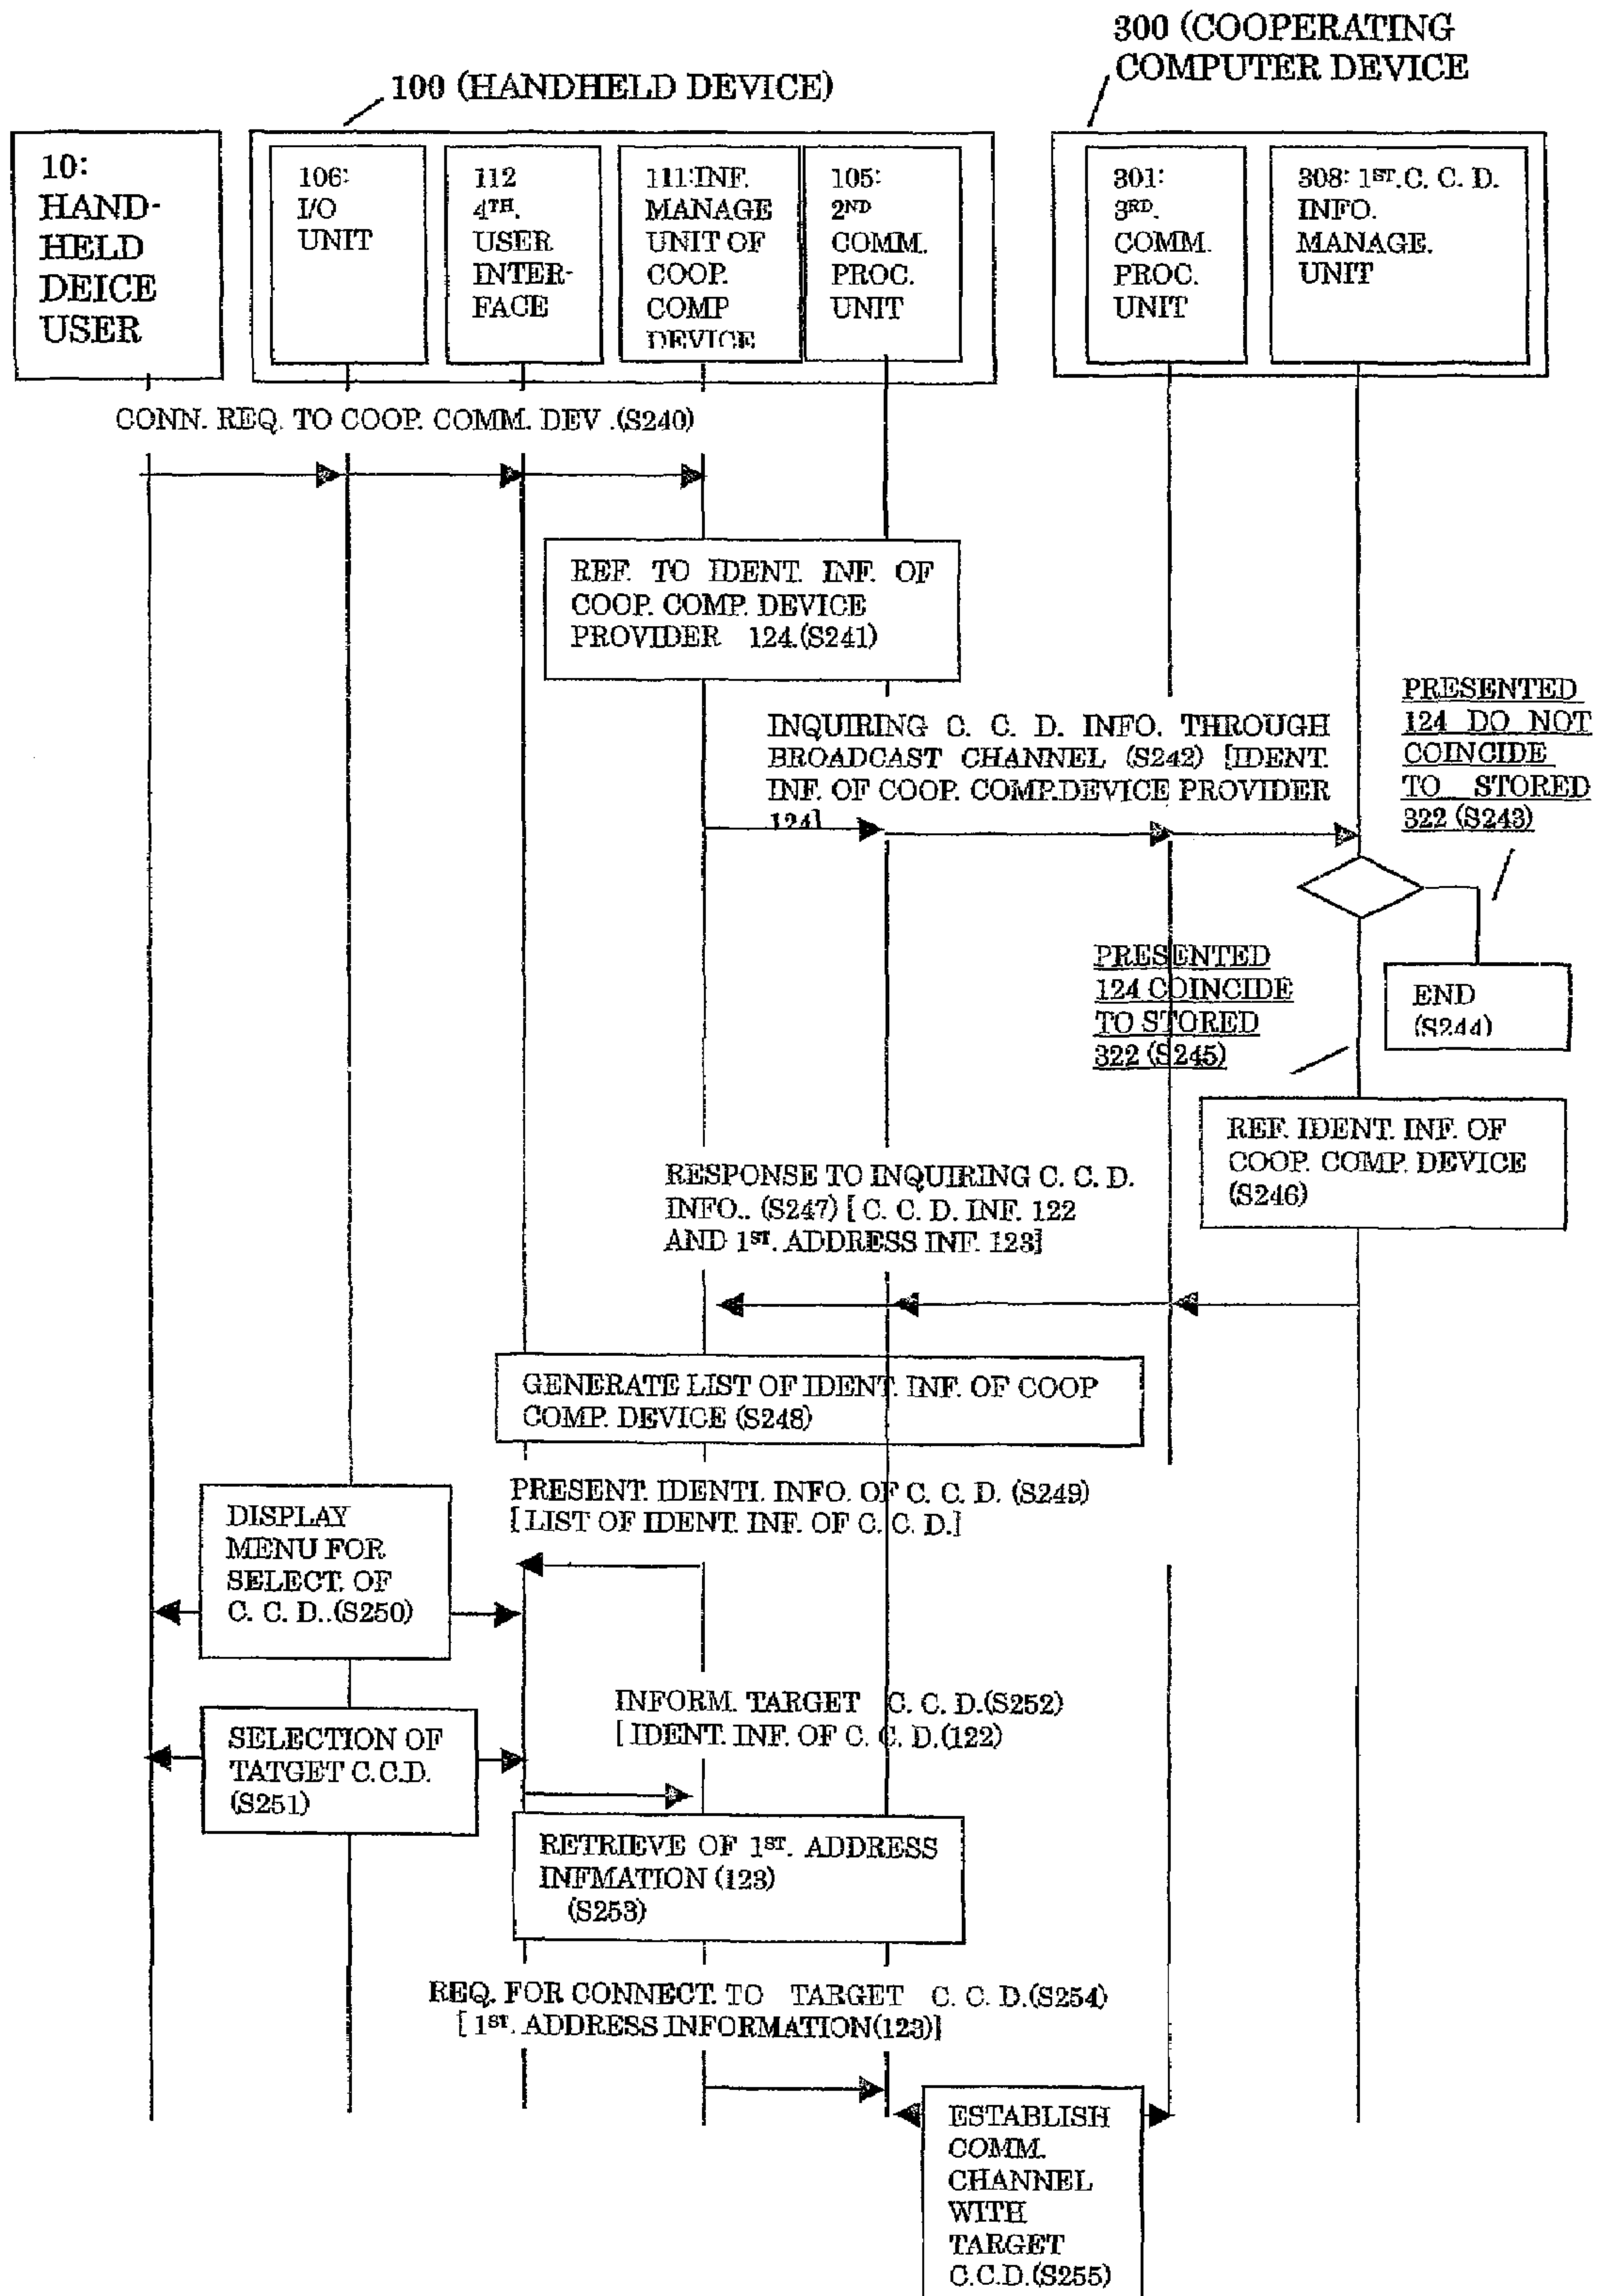 300 (COOPERATING
COMPUTER DEVICE
100 (HANDHELD DEVICE)
10:
HAND-
HELD
DEICE
USER
106:
I/O
UNIT
112
4TH.
USER
INTER-
FACE
111:INF.
MANAGE
UNIT OF
COOP.
COMP
DEVICE
105:
2ND
COMM.
PROC.
UNIT
301:
3RD.
COMM.
PROC.
UNIT
308: 1ST. C. C. D.
INFO.
MANAGE.
UNIT
CONN. REQ. TO COOP. COMM. DEV .(S240)
REF. TO IDENT. INF. OF
COOP. COMP. DEVICE
PROVIDER 124.(S241)
PRESENTED
124 DO NOT
COINCIDE
TO STORED
322 (S243)
INQUIRING C. C. D. INFO. THROUGH
BROADCAST CHANNEL (S242) [IDENT.
INF. OF COOP. COMP.DEVICE PROVIDER
124]
PRESENTED
124 COINCIDE
TO STORED
322 (S245)
END
(S244)
REF. IDENT. INF. OF
COOP. COMP. DEVICE
(S246)
RESPONSE TO INQUIRING C. C. D.
INFO.. (S247) [ C. C. D. INF. 122
AND 1ST. ADDRESS INF. 123]
GENERATE LIST OF IDENT. INF. OF COOP
COMP. DEVICE (S248)
PRESENT. IDENTI. INFO. OF C. C. D. (S249)
[ LIST OF IDENT. INF. OF C. C. D.]
DISPLAY
MENU FOR
SELECT. OF
C. C. D..(S250)
INFORM. TARGET C. C. D.(S252)
[ IDENT. INF. OF C. C. D.(122)
SELECTION OF
TATGET C.C.D.
(S251)
RETRIEVE OF 1ST. ADDRESS
INFMATION (123)
(S253)
REQ. FOR CONNECT. TO TARGET C. C. D.(S254)
[ 1ST. ADDRESS INFORMATION(123)]
ESTABLISH
COMM.
CHANNEL
WITH
TARGET
C.C.D.(S255)